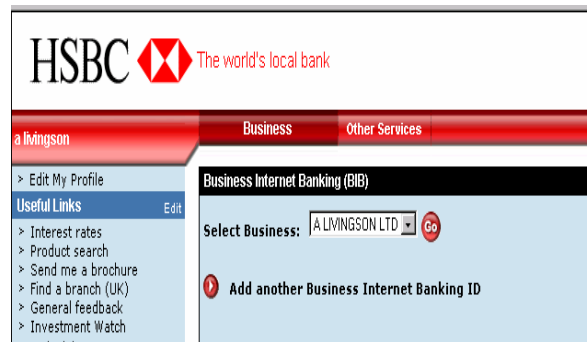 HSBC The world's local bank
Business Other Services
a livingson
> Edit My Profile
Useful Links Edit
> Interest rates
> Product search
> Send me a brochure
> Find a branch (UK)
> General feedback
> Investment Watch
Business Internet Banking (BIB)
Select Business: A LIVINGSON LTD Go
Add another Business Internet Banking ID